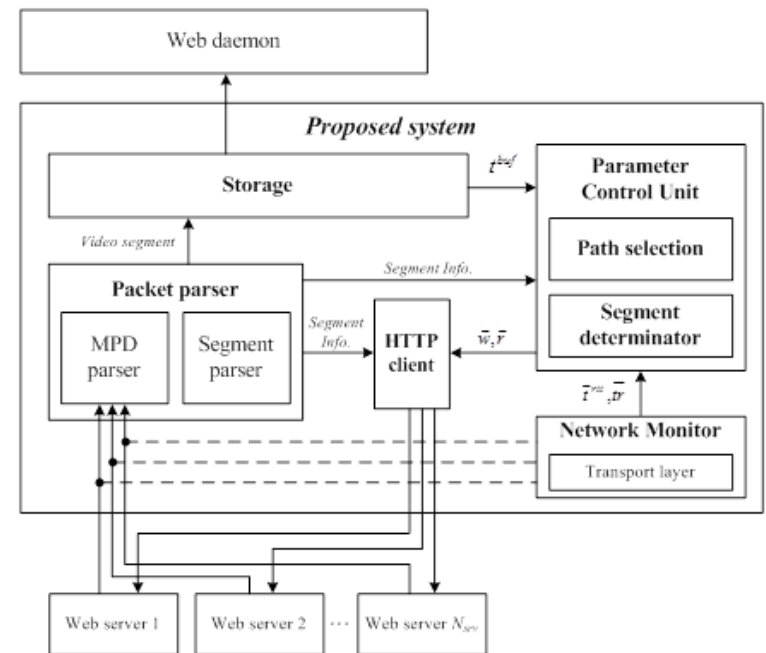 Web daemon
Proposed system
Storage
t^buf
Parameter
Control Unit
Path selection
Segment
determinator
Video segment
Segment Info.
Packet parser
MPD
parser
Segment
parser
Segment
Info.
HTTP
client
w̄, r̄
t̄^rtt, t̄r̄
Network Monitor
Transport layer
Web server 1
Web server 2
...
Web server N_srv